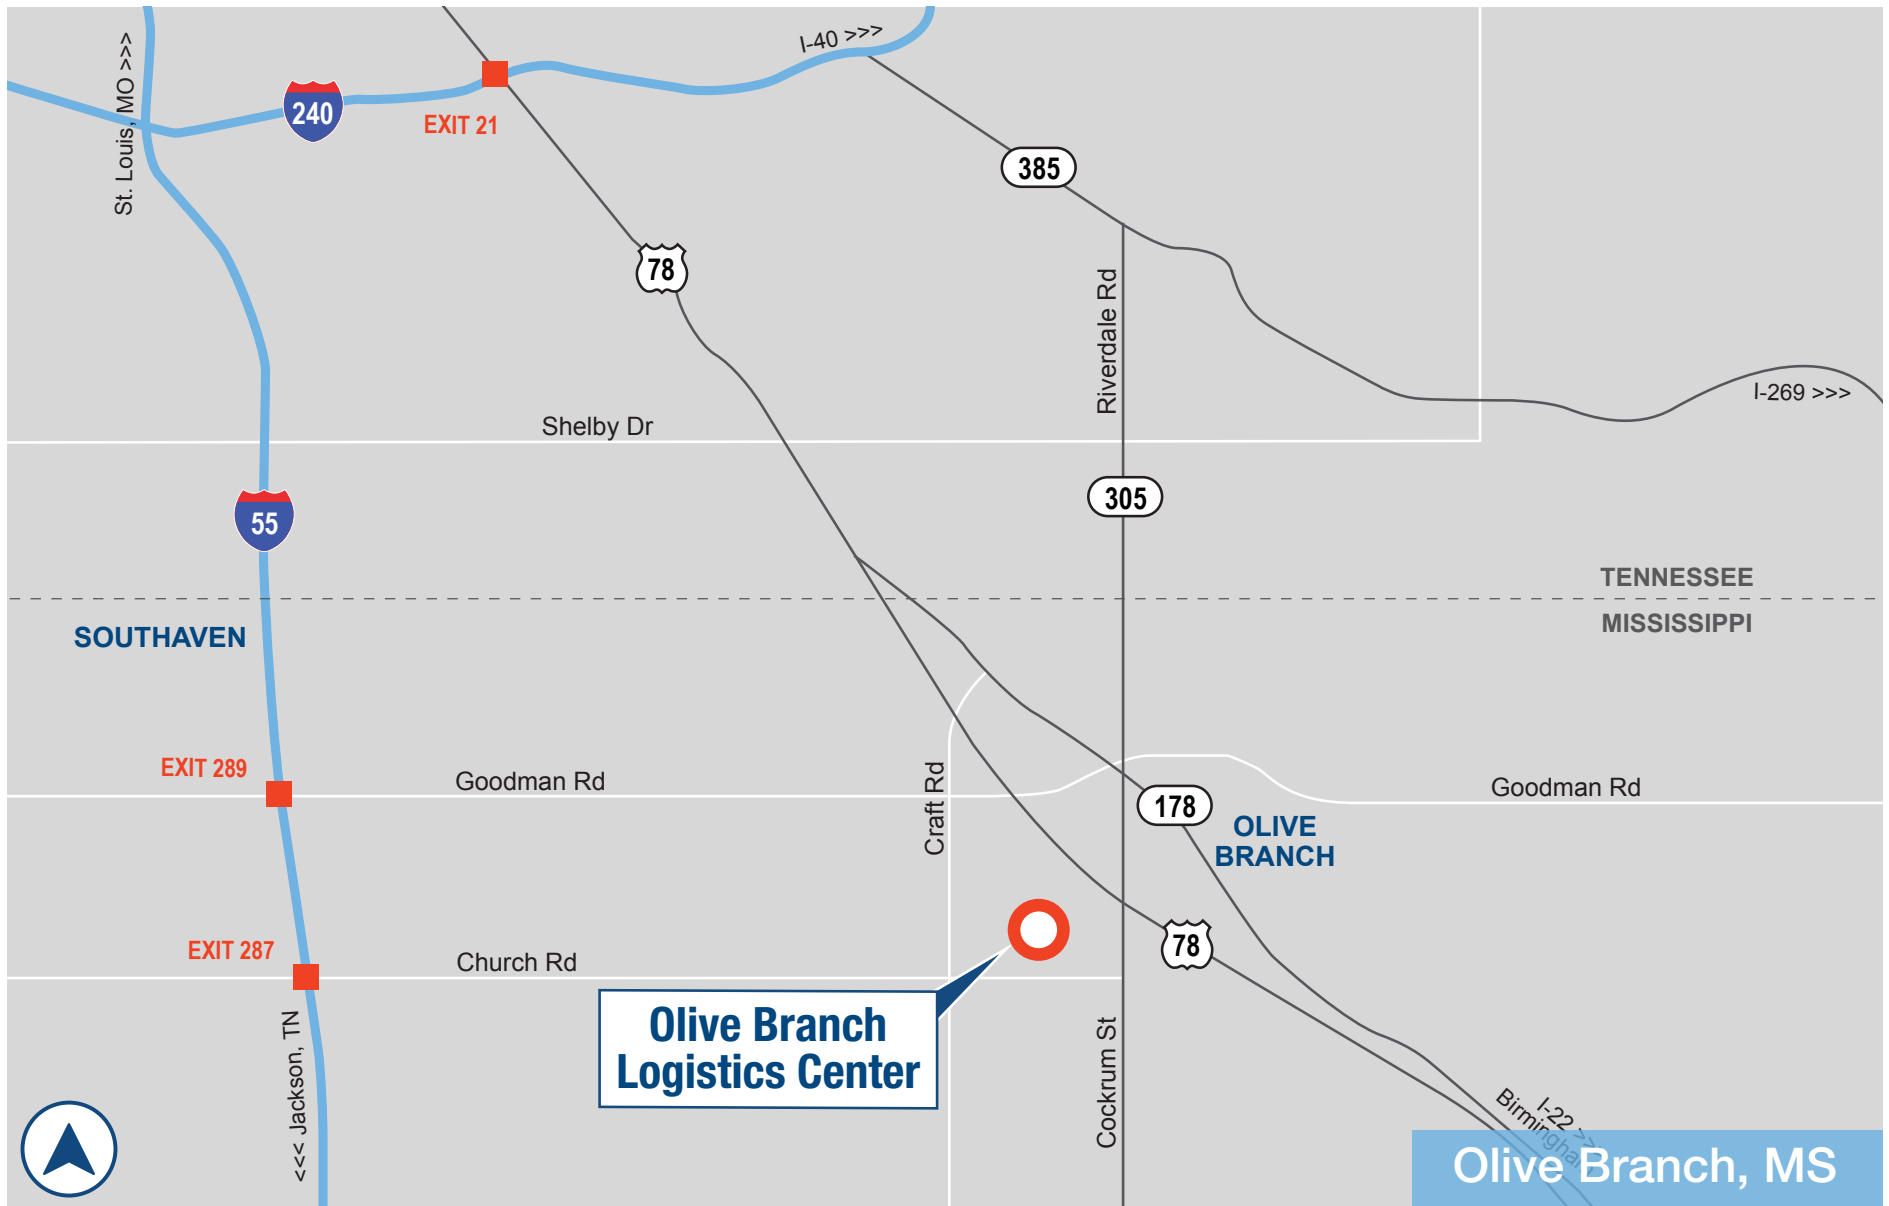 I-40 >>>
St. Louis, MO >>>
240
EXIT 21
385
78
Riverdale Rd
I-269 >>>
Shelby Dr
55
305
TENNESSEE
MISSISSIPPI
SOUTHAVEN
EXIT 289
Goodman Rd
Craft Rd
Goodman Rd
178
OLIVE
BRANCH
EXIT 287
Church Rd
78
Olive Branch
Logistics Center
<<< Jackson, TN
Cockrum St
I-22 >>>
Birmingham
Olive Branch, MS